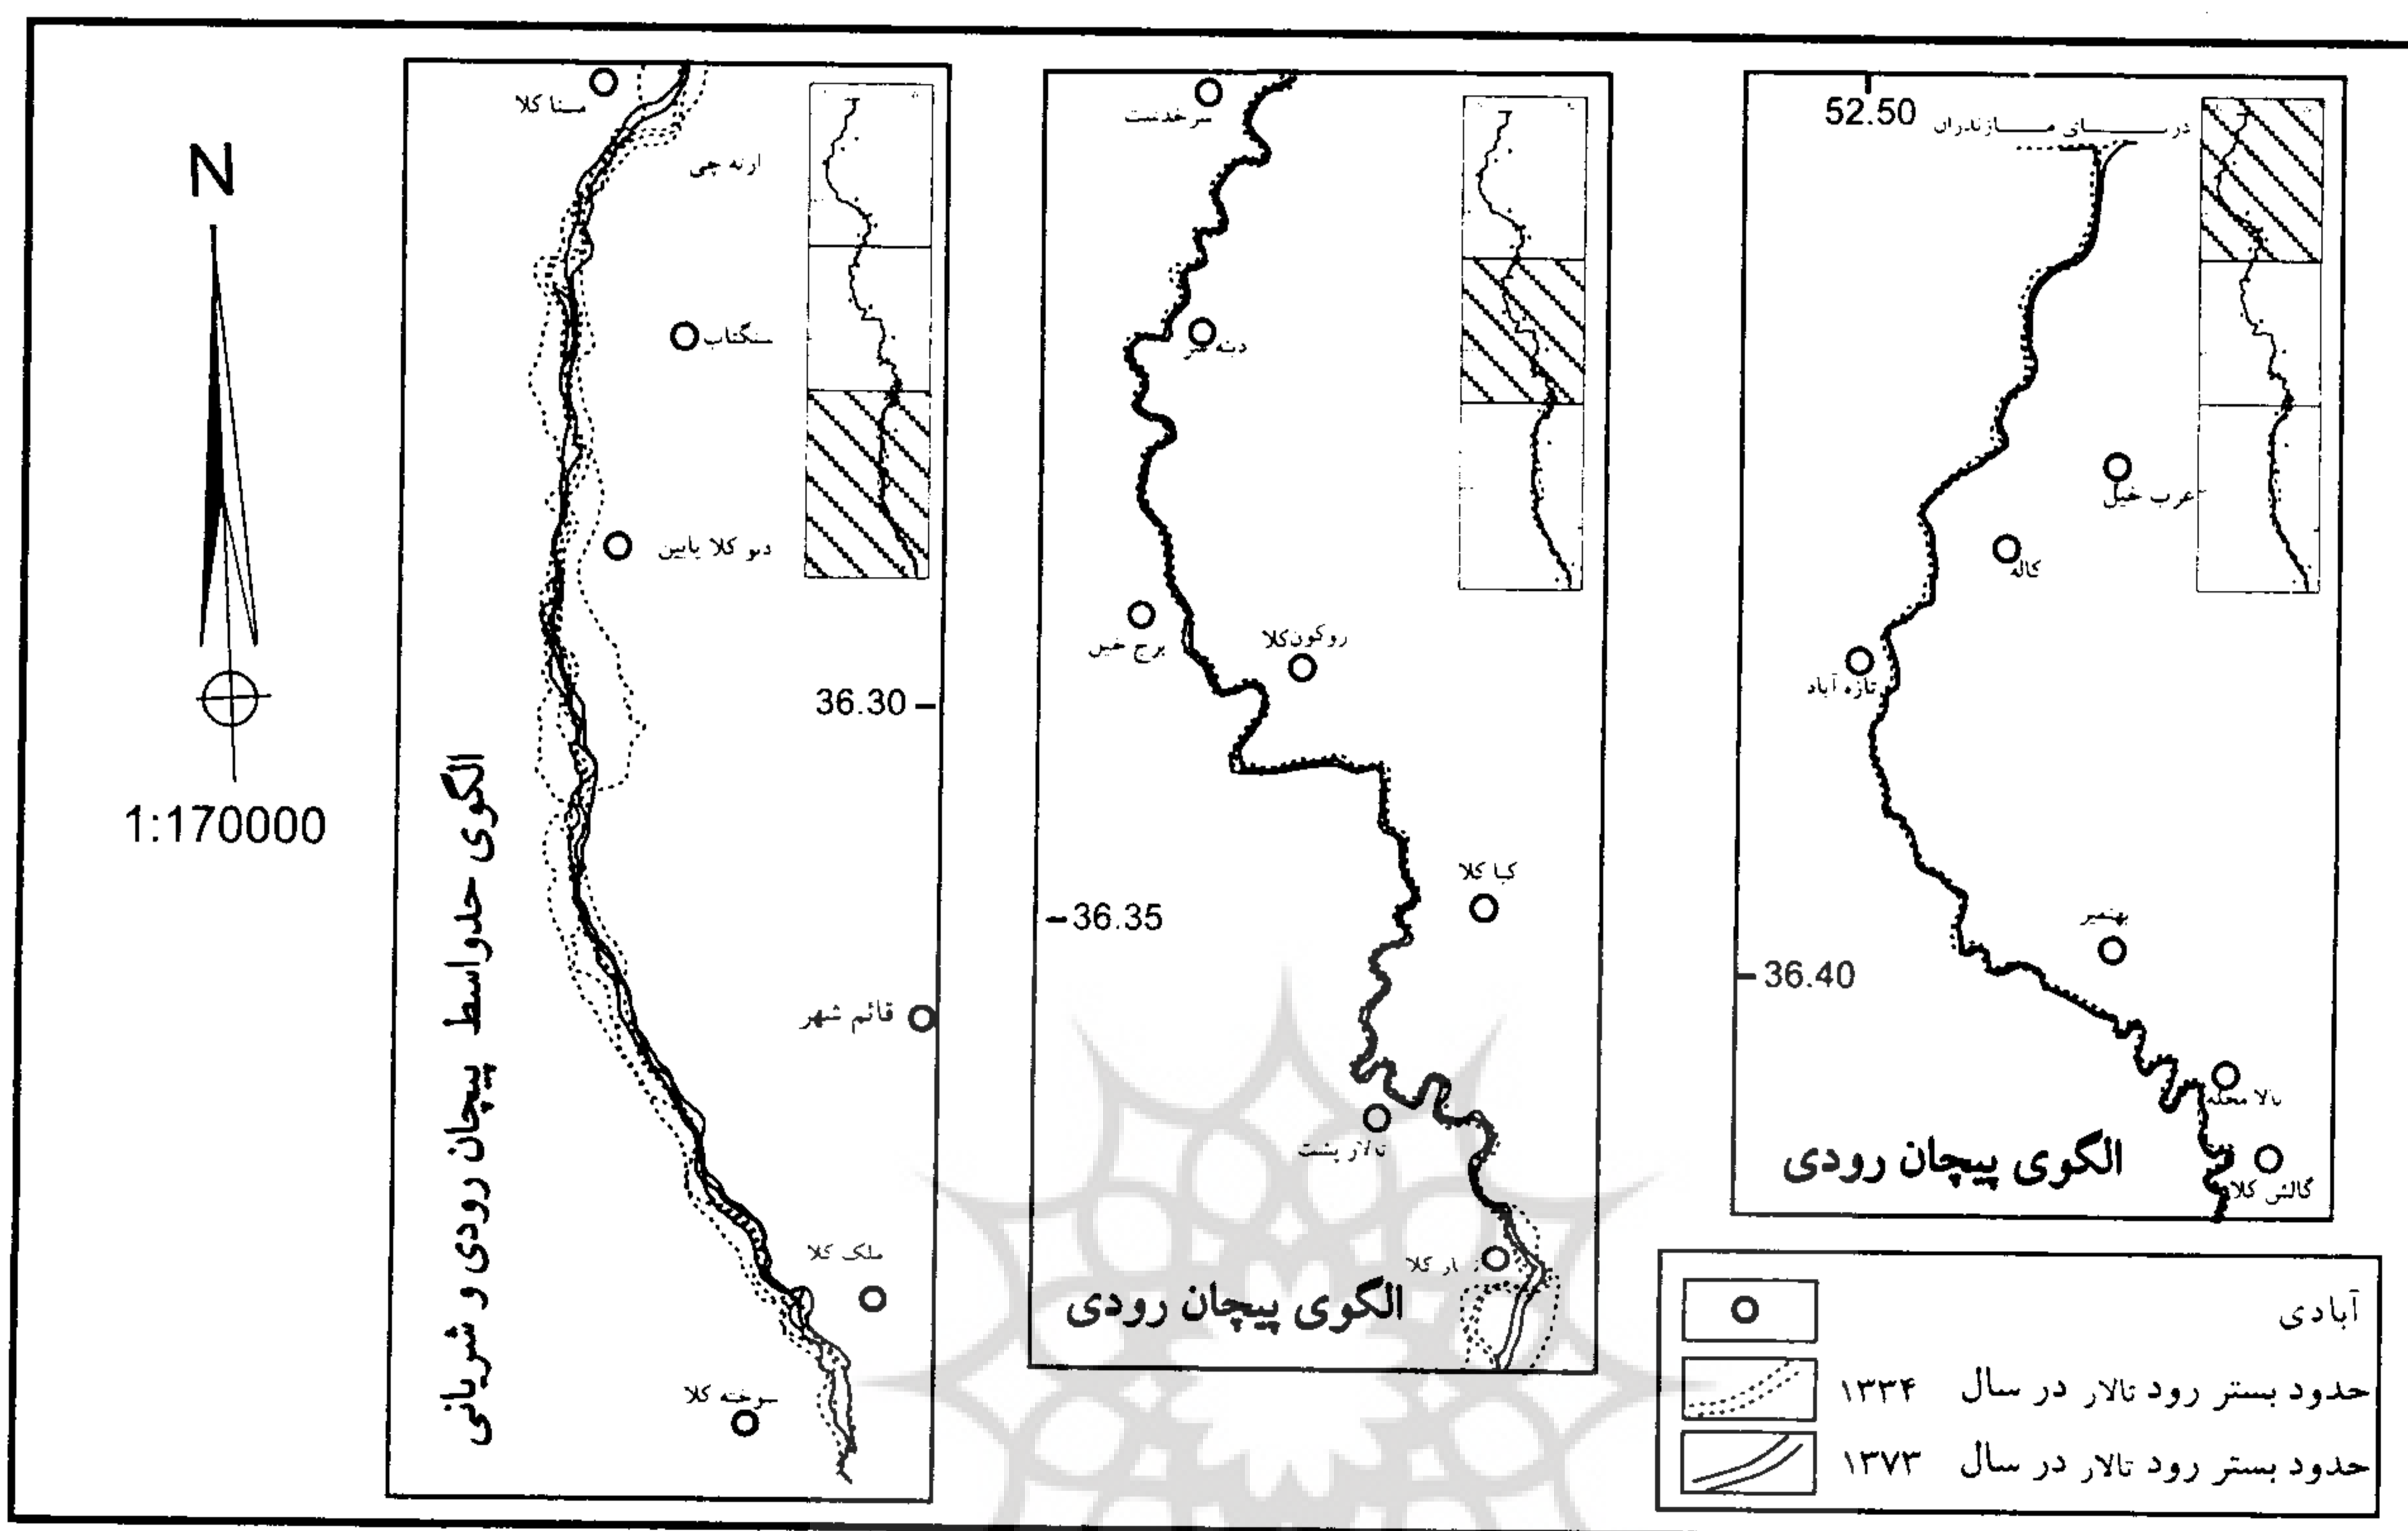 N
1:170000
مینا کلا
ارنه چی
سنگتاب
دیو کلا پایین
36.30
قائم شهر
ملک کلا
سوخته کلا
الگوی حدواسط پیچان رودی و شریانی
سرخدست
دینه سر
برج خیل
روکون کلا
کیا کلا
36.35
تالار پشت
کلا
الگوی پیچان رودی
52.50
دریای مازندران
عرب خیل
کاله
تازه آباد
بهنمیر
36.40
بالا محله
گالش کلا
الگوی پیچان رودی
آبادی
حدود بستر رود تالار در سال ۱۳۳۴
حدود بستر رود تالار در سال ۱۳۷۳